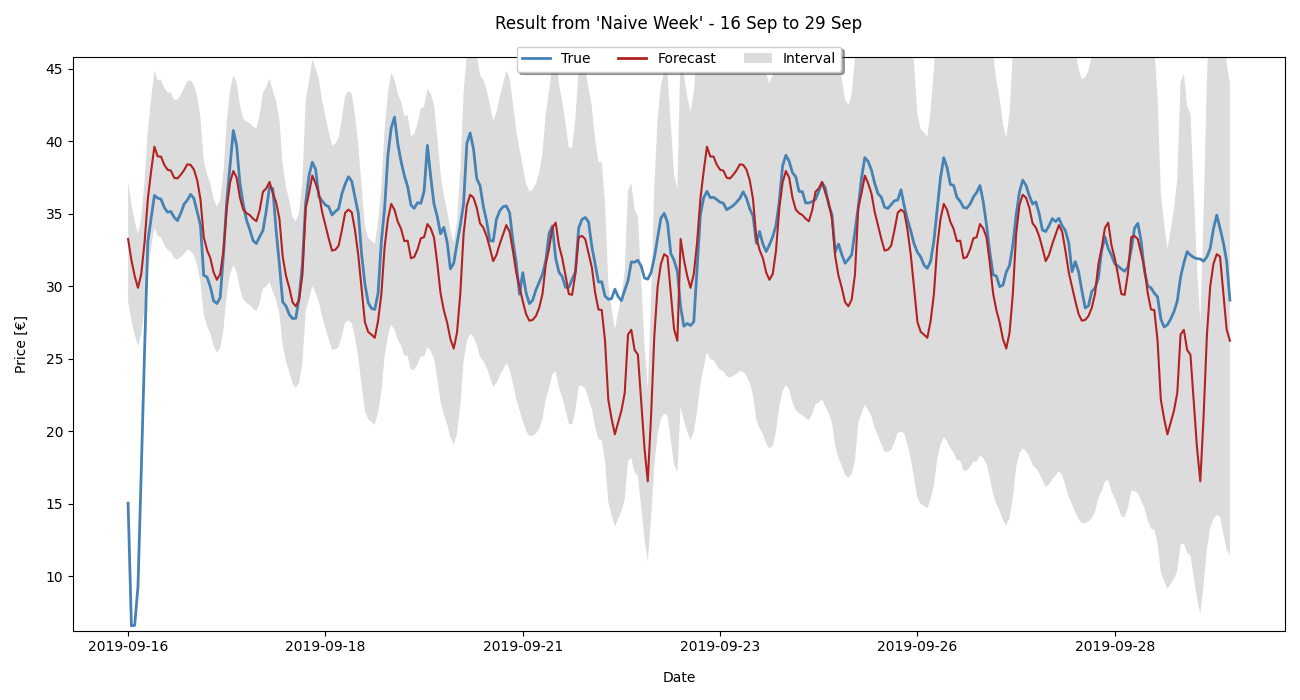 Result from 'Naive Week' - 16 Sep to 29 Sep
True Forecast Interval
45
40
35
30
25
20
15
10
Price [€]
2019-09-16 2019-09-18 2019-09-21 2019-09-23 2019-09-26 2019-09-28
Date